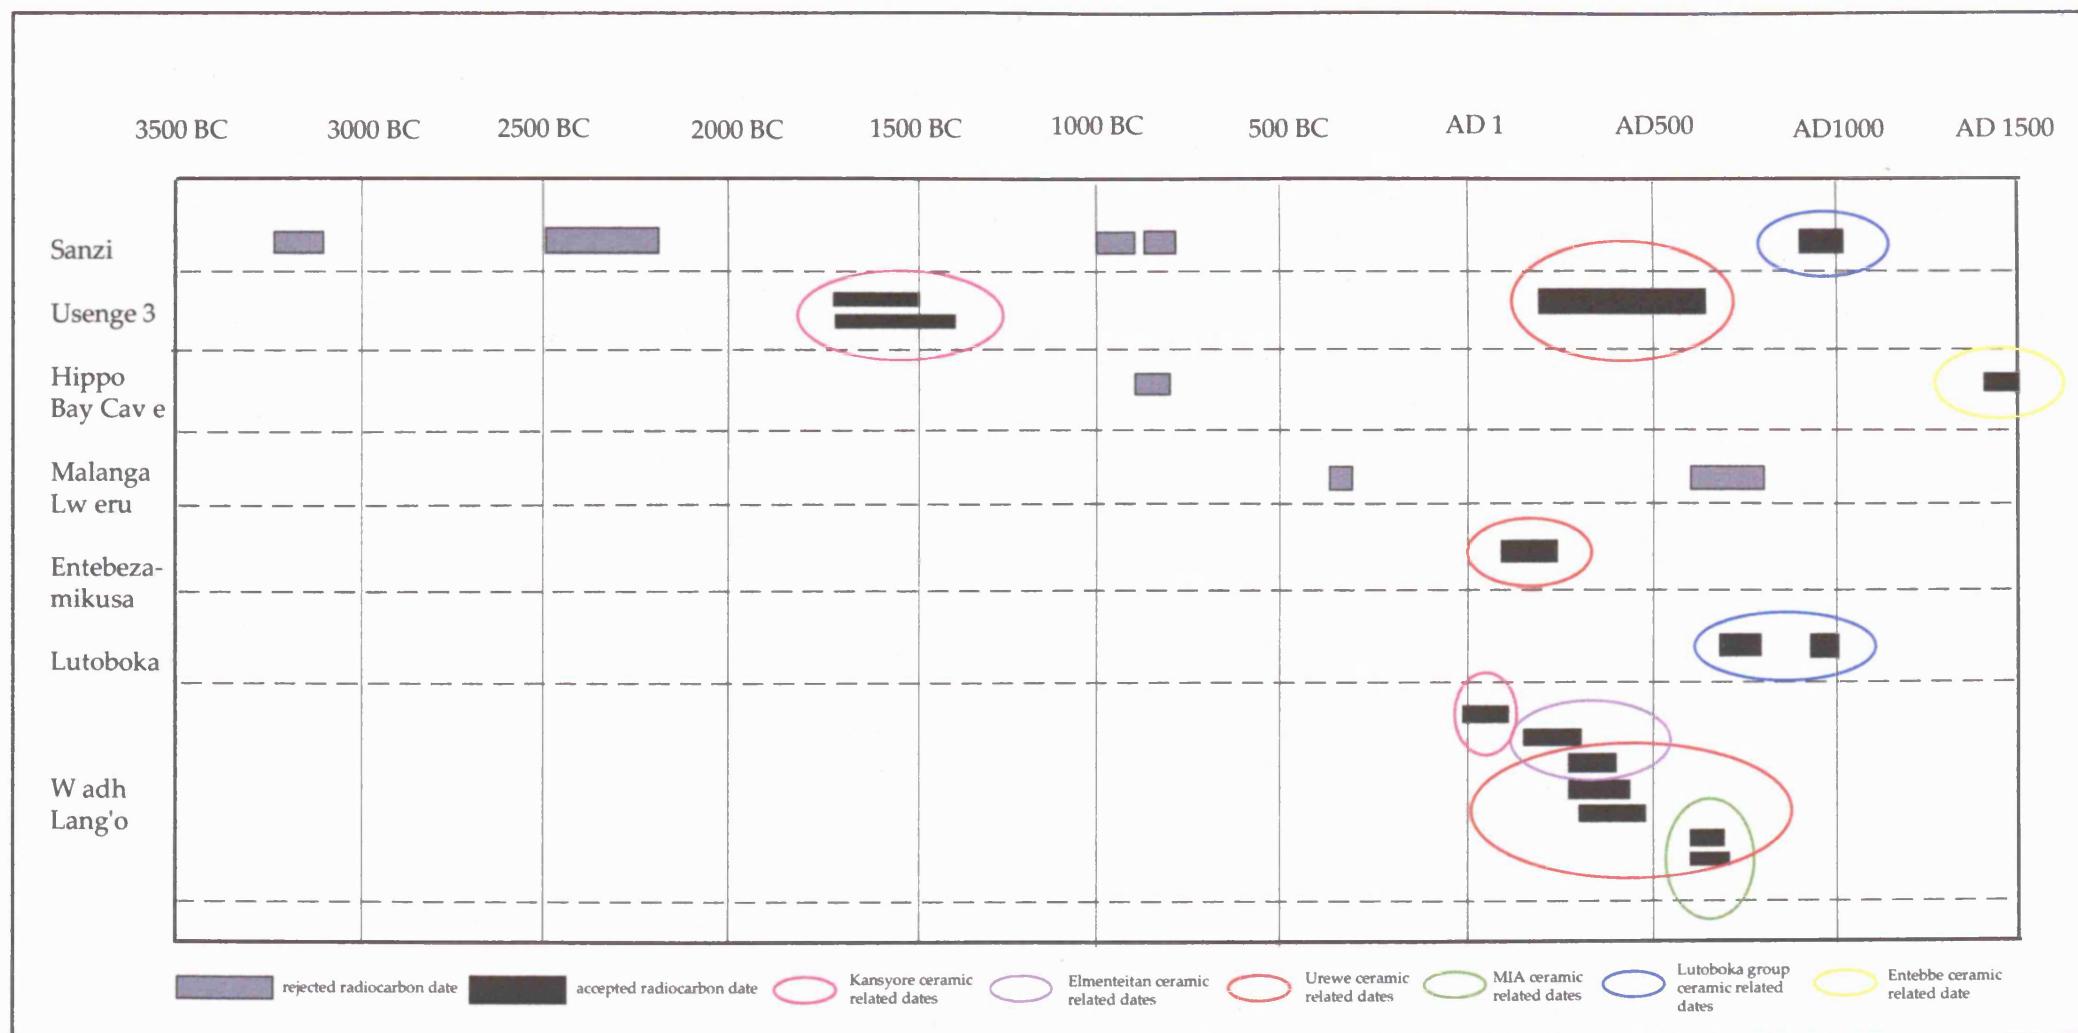 3500 BC 3000 BC 2500 BC 2000 BC 1500 BC 1000 BC 500 BC AD 1 AD500 AD1000 AD 1500
Sanzi
Usenge 3
Hippo
Bay Cav e
Malanga
Lw eru
Entebeza-
mikusa
Lutoboka
W adh
Lang'o
rejected radiocarbon date
accepted radiocarbon date
Kansyore ceramic
related dates
Elmenteitan ceramic
related dates
Urewe ceramic
related dates
MIA ceramic
related dates
Lutoboka group
ceramic related
dates
Entebbe ceramic
related date